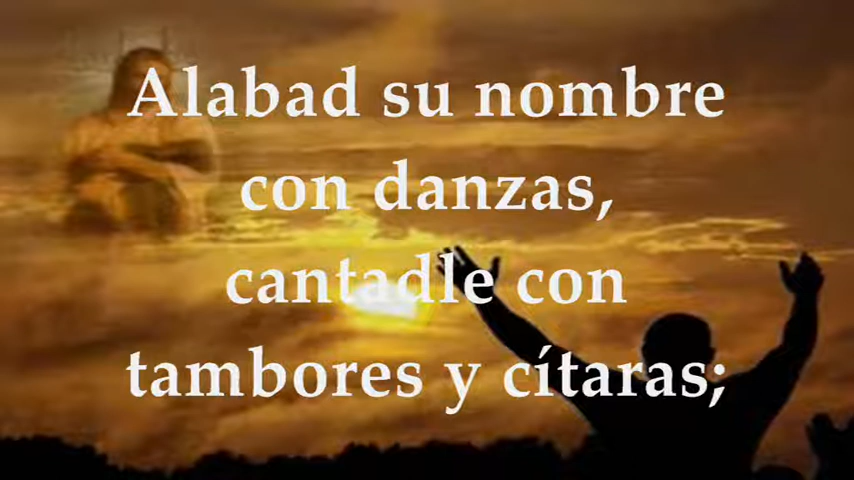 Alabad su nombre
con danzas,
cantadle con
tambores y cítaras;